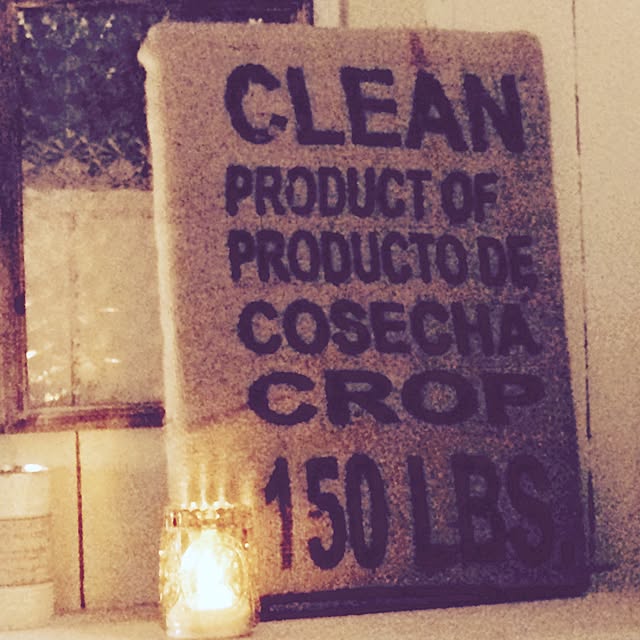 CLEAN
PRODUCT OF
PRODUCTO DE
COSECHA
CROP
150 LBS.